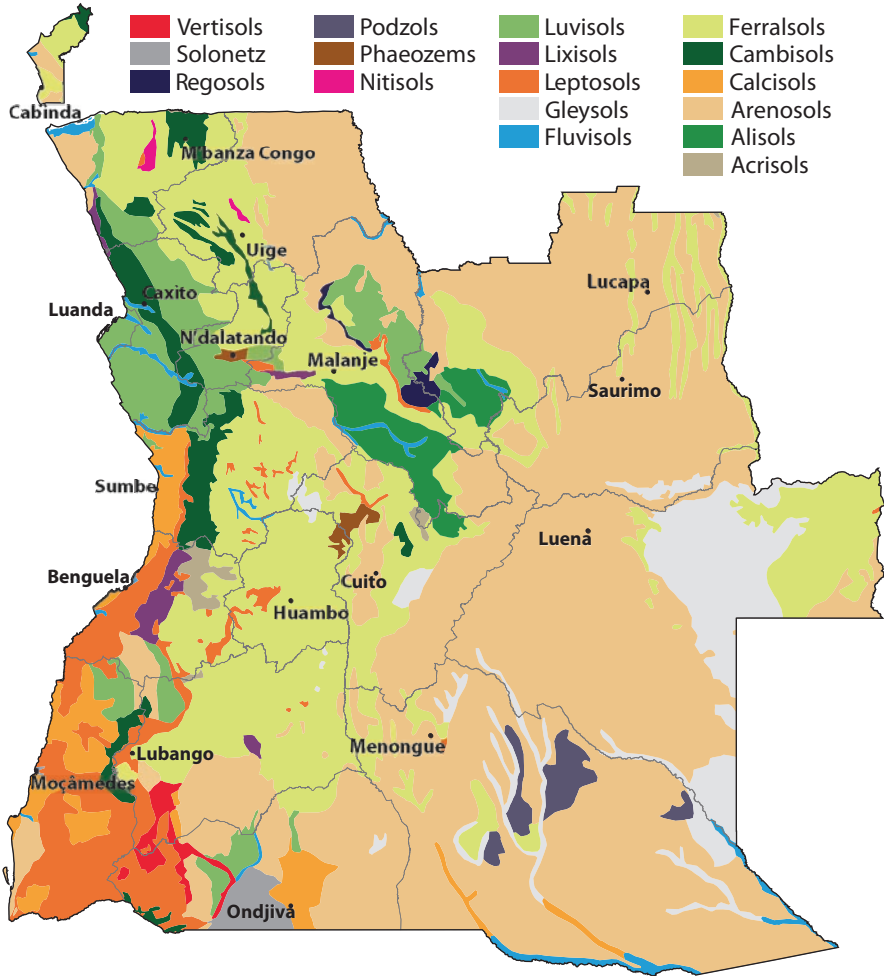 Vertisols
Solonetz
Regosols
Podzols
Phaeozems
Nitisols
Luvisols
Lixisols
Leptosols
Gleysols
Fluvisols
Ferralsols
Cambisols
Calcisols
Arenosols
Alisols
Acrisols
Cabinda
M'banza Congo
Uige
Lucapa
Caxito
Luanda
N'dalatando
Malanje
Saurimo
Sumbe
Luena
Benguela
Cuito
Huambo
Menongue
Lubango
Moçâmedes
Ondjiva